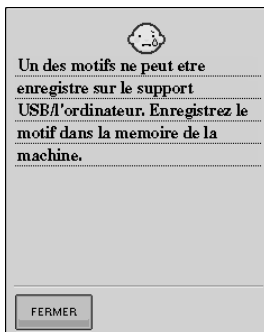 Un des motifs ne peut etre
enregistre sur le support
USB/l'ordinateur. Enregistrez le
motif dans la memoire de la
machine.
FERMER